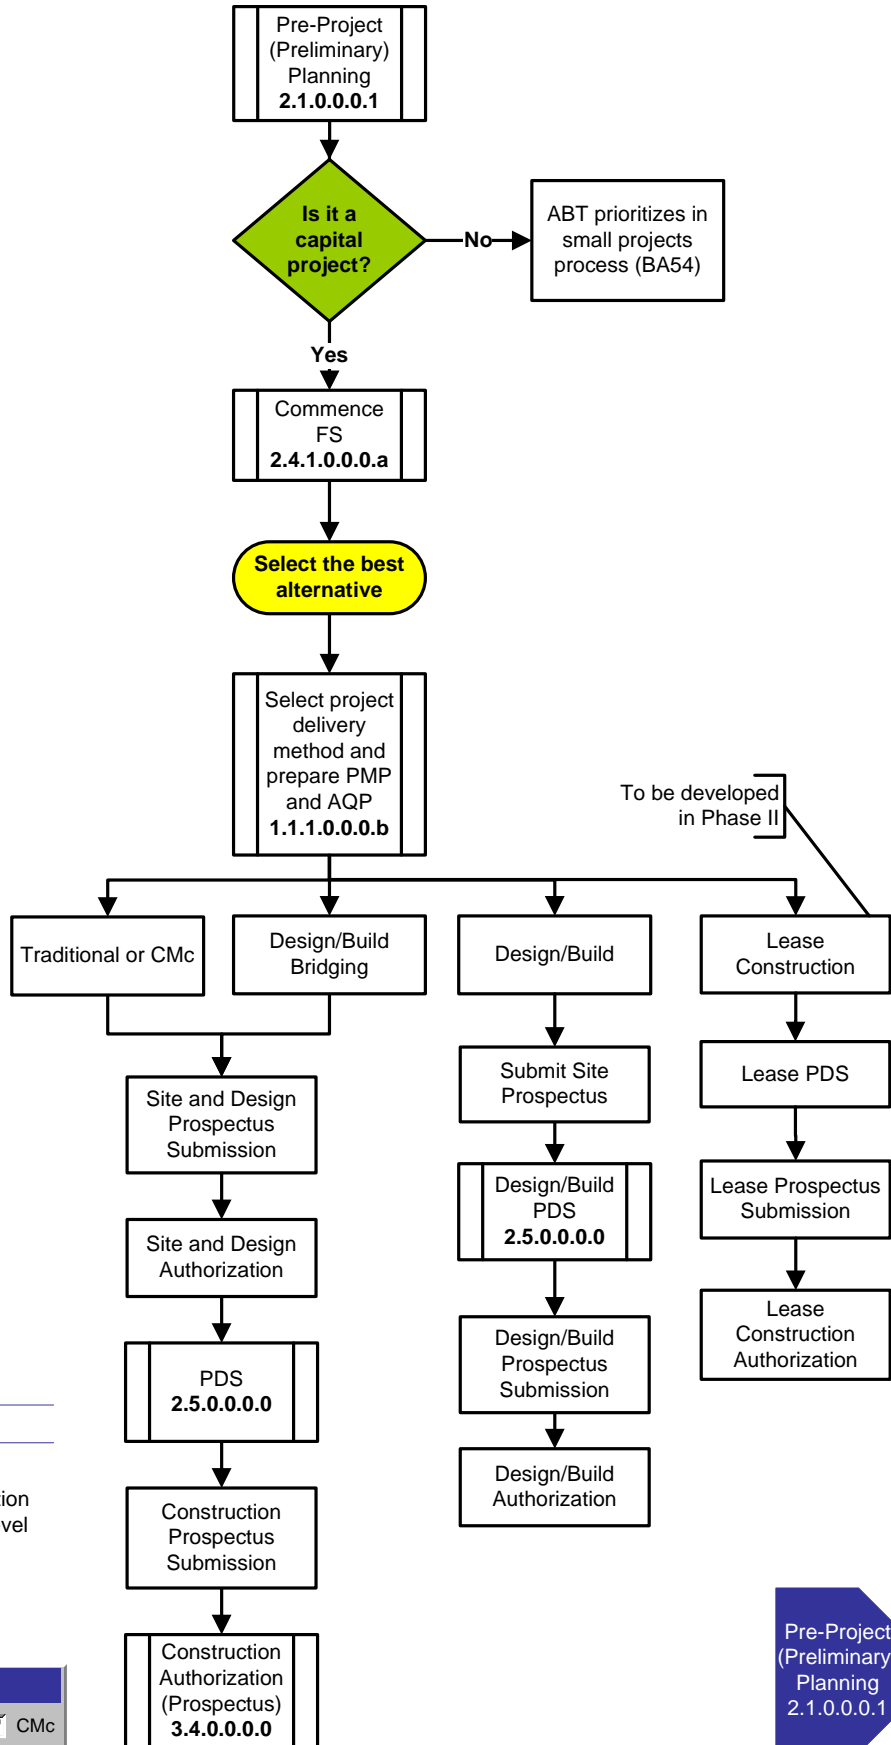 Pre-Project
(Preliminary)
Planning
2.1.0.0.0.1
Is it a
capital
project?
No
ABT prioritizes in
small projects
process (BA54)
Yes
Commence
FS
2.4.1.0.0.0.a
Select the best
alternative
Select project
delivery
method and
prepare PMP
and AQP
1.1.1.0.0.0.b
To be developed
in Phase II
Traditional or CMc
Design/Build
Bridging
Design/Build
Lease
Construction
Site and Design
Prospectus
Submission
Submit Site
Prospectus
Lease PDS
Site and Design
Authorization
Design/Build
PDS
2.5.0.0.0.0
Lease Prospectus
Submission
PDS
2.5.0.0.0.0
Design/Build
Prospectus
Submission
Lease
Construction
Authorization
Construction
Prospectus
Submission
Design/Build
Authorization
Construction
Authorization
(Prospectus)
3.4.0.0.0.0
CMc
Pre-Project
(Preliminary
Planning
2.1.0.0.0.1